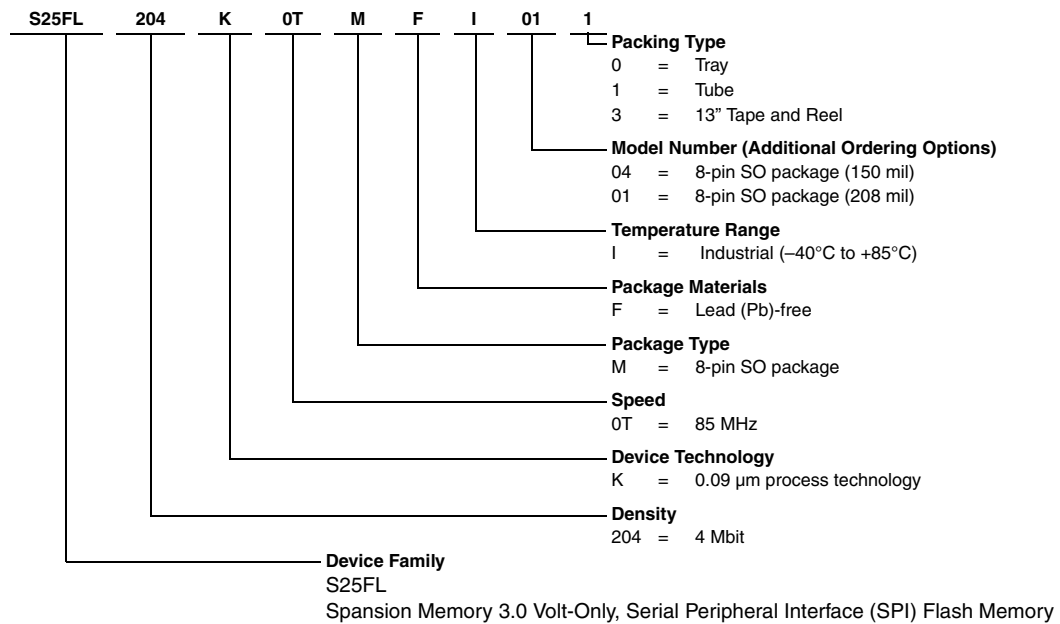 S25FL 204 K 0T M F I 01 1
Packing Type
0 = Tray
1 = Tube
3 = 13” Tape and Reel
Model Number (Additional Ordering Options)
04 = 8-pin SO package (150 mil)
01 = 8-pin SO package (208 mil)
Temperature Range
I = Industrial (–40°C to +85°C)
Package Materials
F = Lead (Pb)-free
Package Type
M = 8-pin SO package
Speed
0T = 85 MHz
Device Technology
K = 0.09 µm process technology
Density
204 = 4 Mbit
Device Family
S25FL
Spansion Memory 3.0 Volt-Only, Serial Peripheral Interface (SPI) Flash Memory